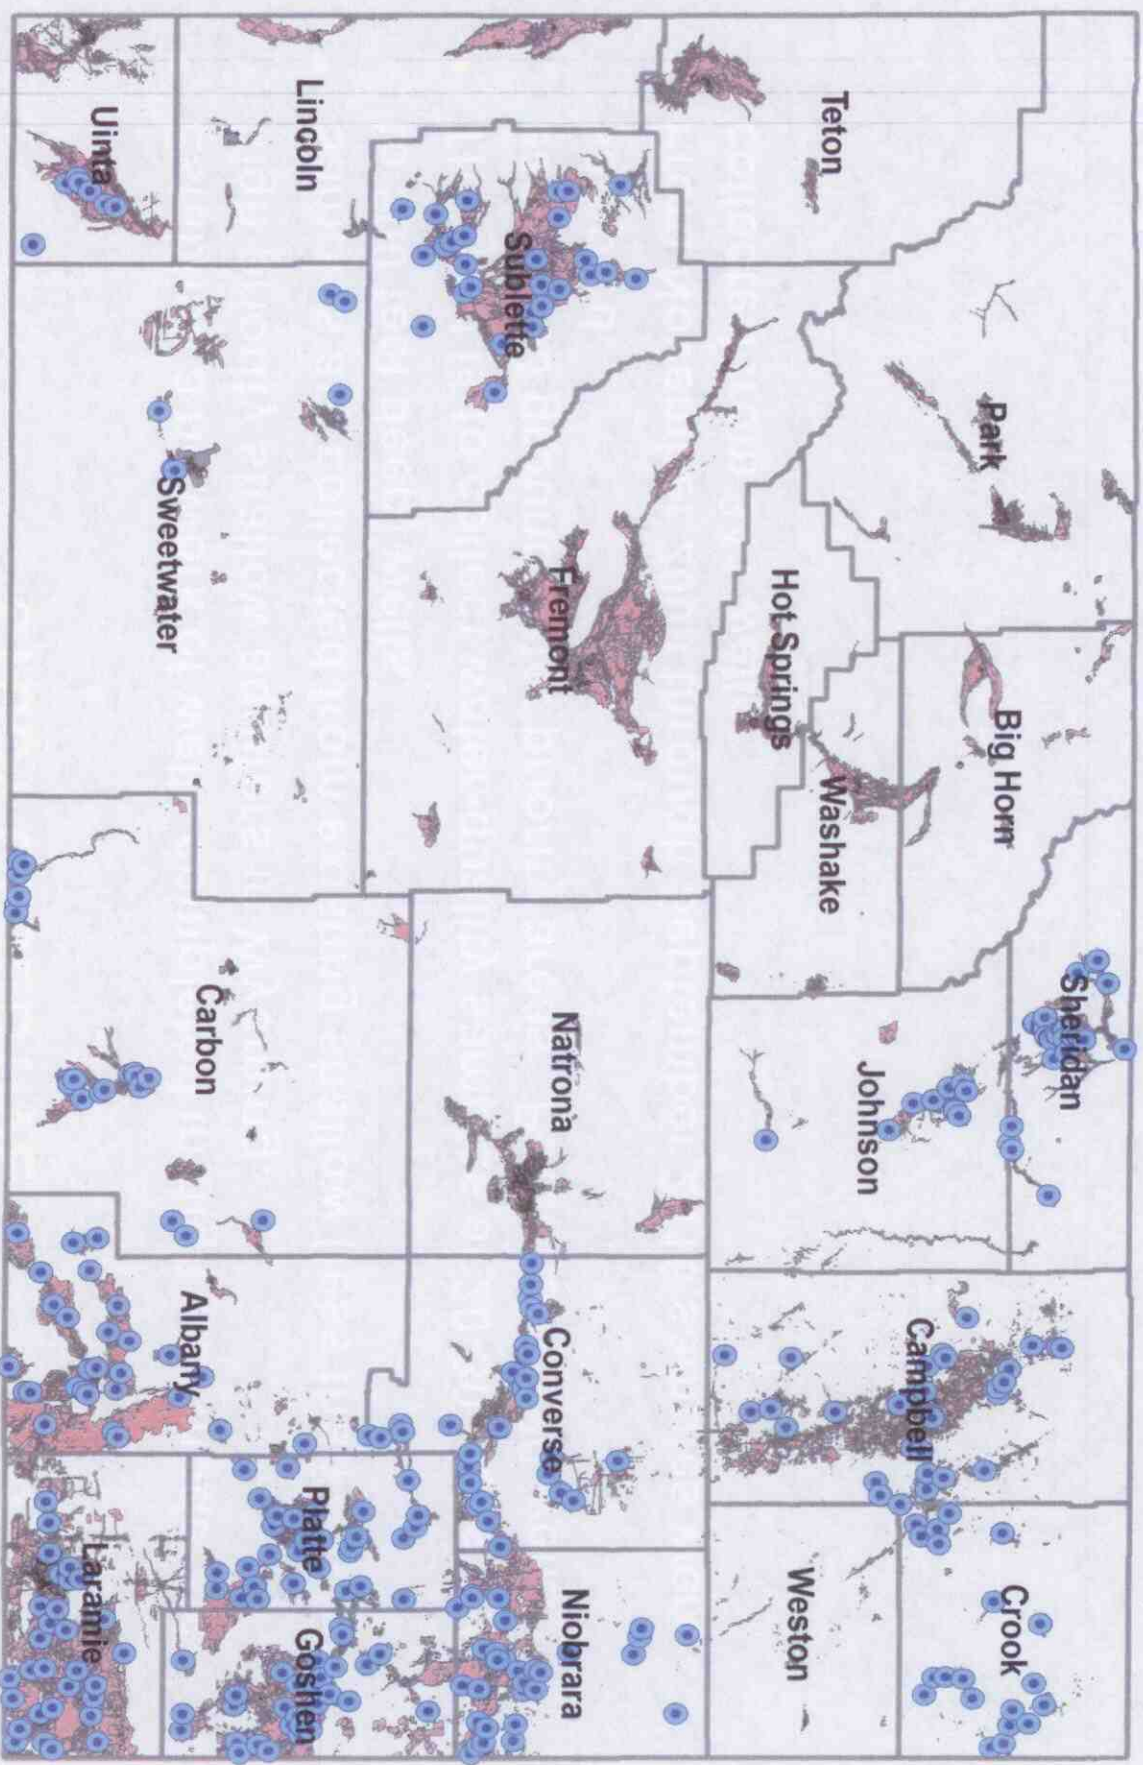 Sheridan
Park
Big Horn
Crook
Campbell
Johnson
Teton
Washake
Weston
Hot Springs
Niobrara
Natrona
Fremont
Converse
Sublette
Lincoln
Platte
Goshen
Carbon
Albany
Sweetwater
Uinta
Laramie